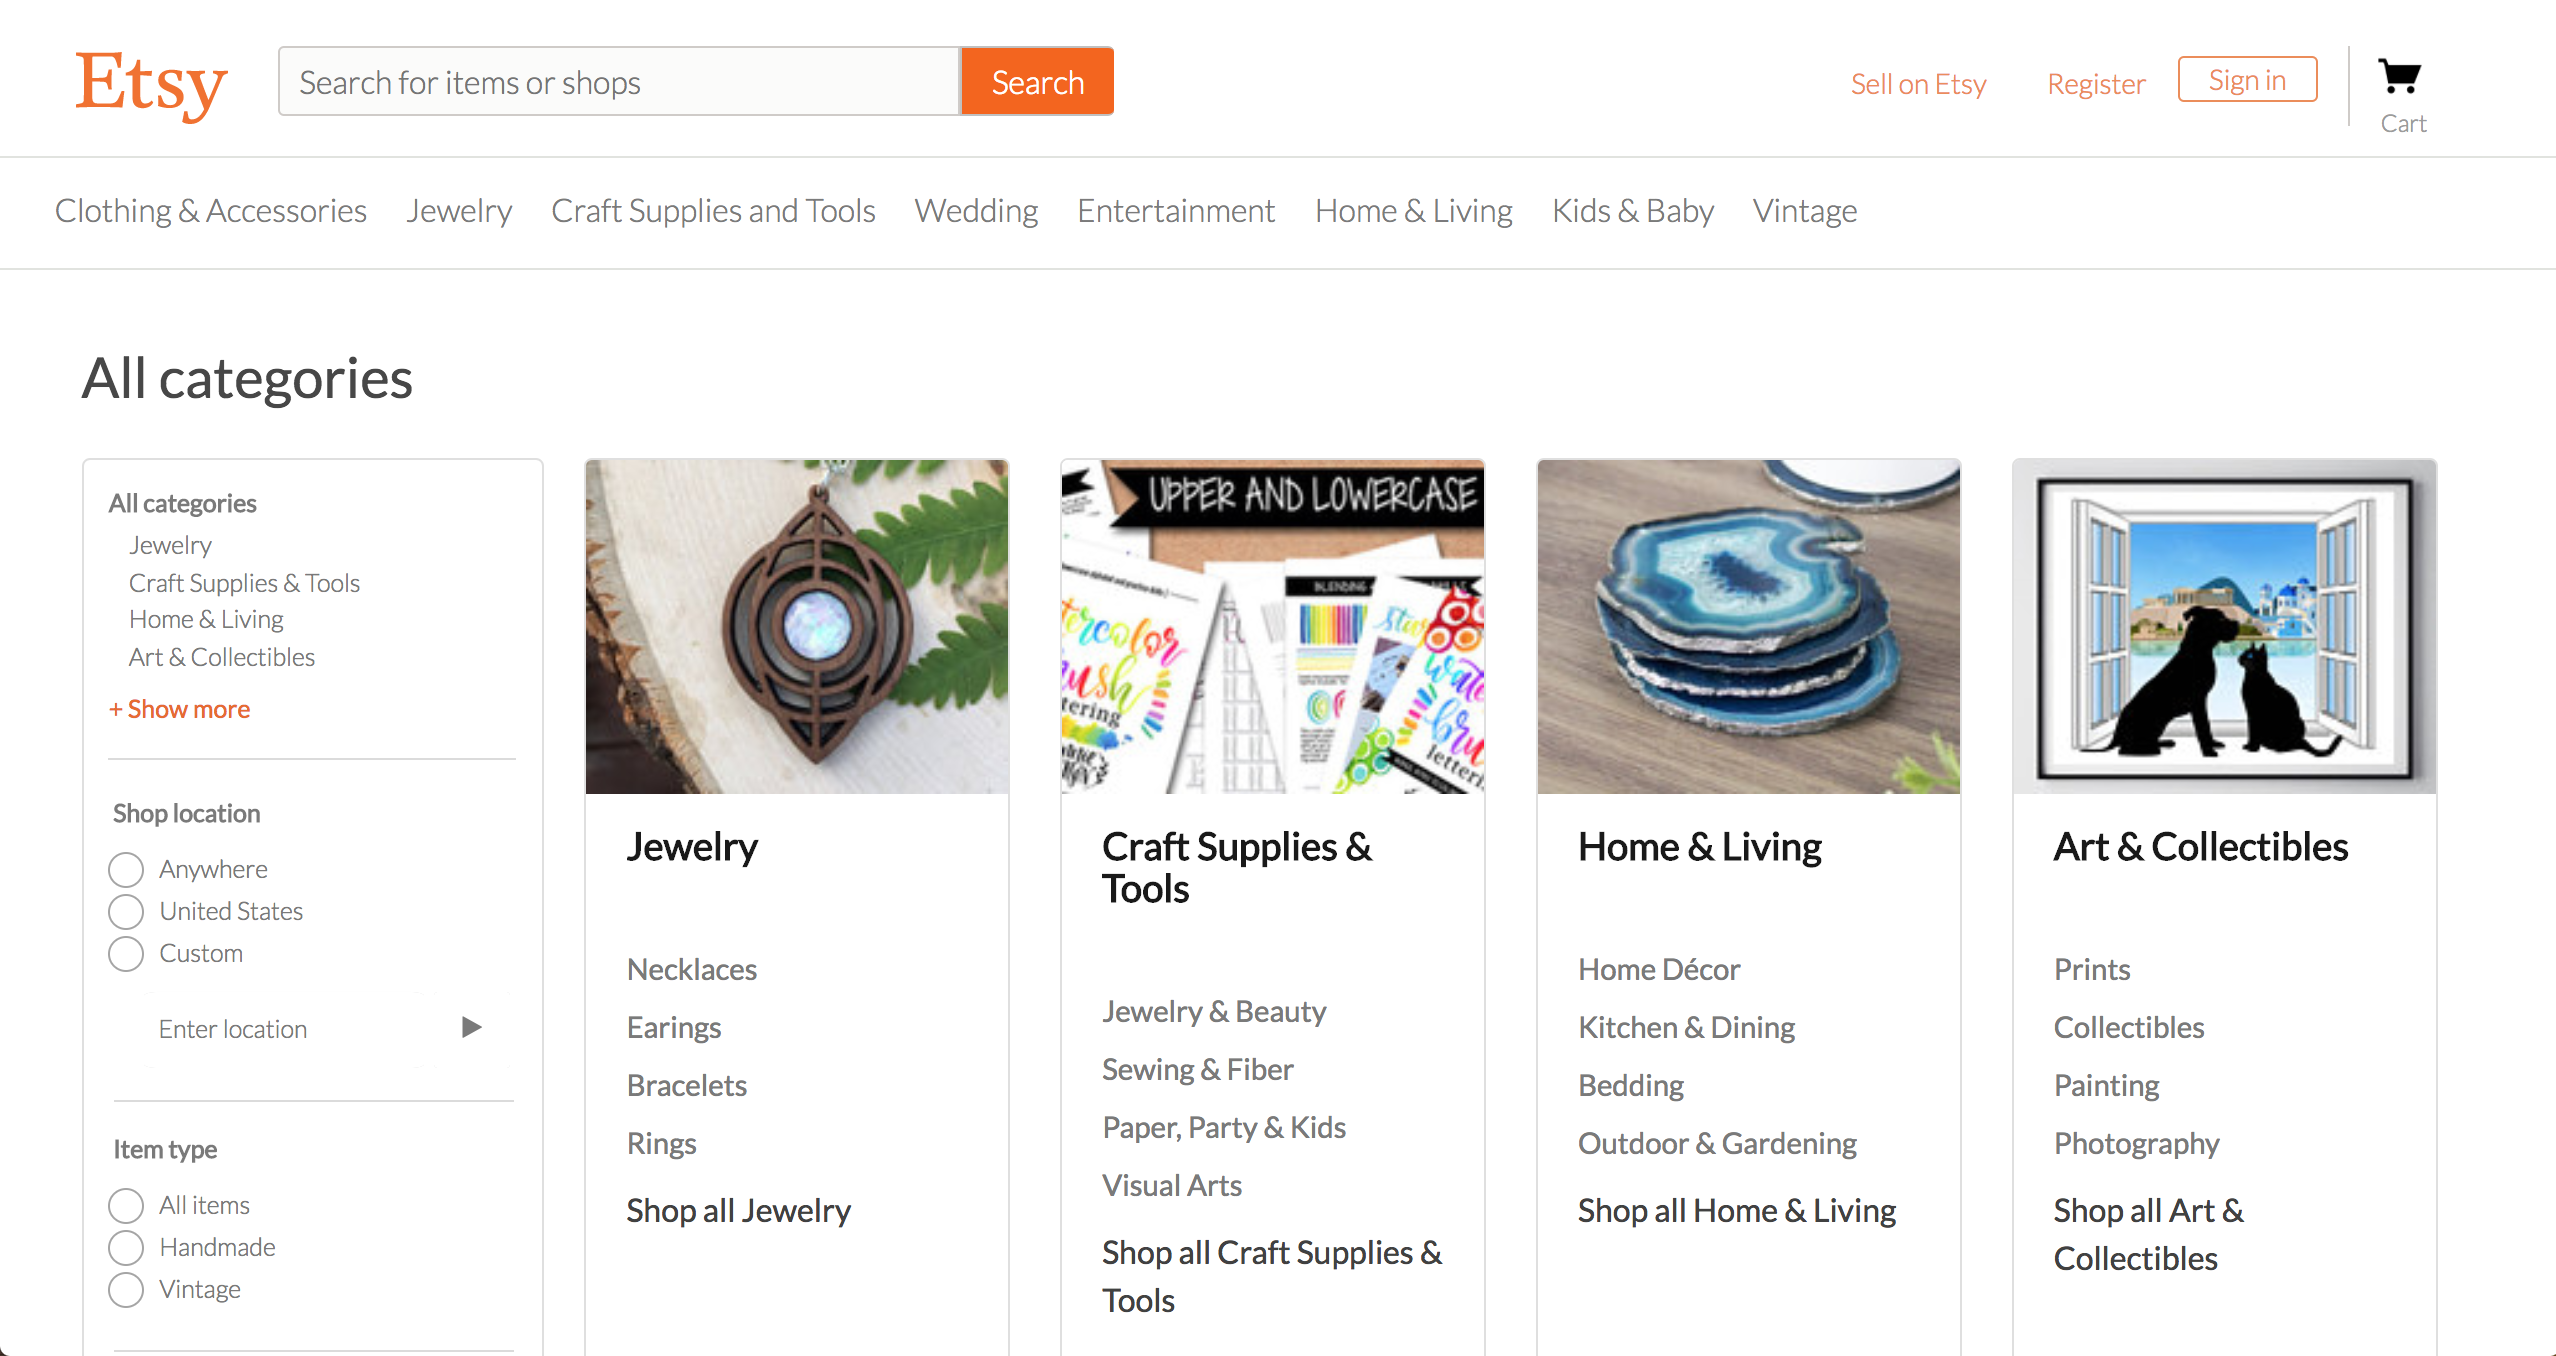 Etsy
Search for items or shops
Search
Sell on Etsy
Register
Sign in
Cart
Clothing & Accessories
Jewelry
Craft Supplies and Tools
Wedding
Entertainment
Home & Living
Kids & Baby
Vintage
All categories
All categories
Jewelry
Craft Supplies & Tools
Home & Living
Art & Collectibles
+ Show more
Shop location
Anywhere
United States
Custom
Enter location
Item type
All items
Handmade
Vintage
Jewelry
Necklaces
Earings
Bracelets
Rings
Shop all Jewelry
UPPER AND LOWERCASE
BLENDING
lettering
Craft Supplies &
Tools
Jewelry & Beauty
Sewing & Fiber
Paper, Party & Kids
Visual Arts
Shop all Craft Supplies &
Tools
Home & Living
Home Décor
Kitchen & Dining
Bedding
Outdoor & Gardening
Shop all Home & Living
Art & Collectibles
Prints
Collectibles
Painting
Photography
Shop all Art &
Collectibles